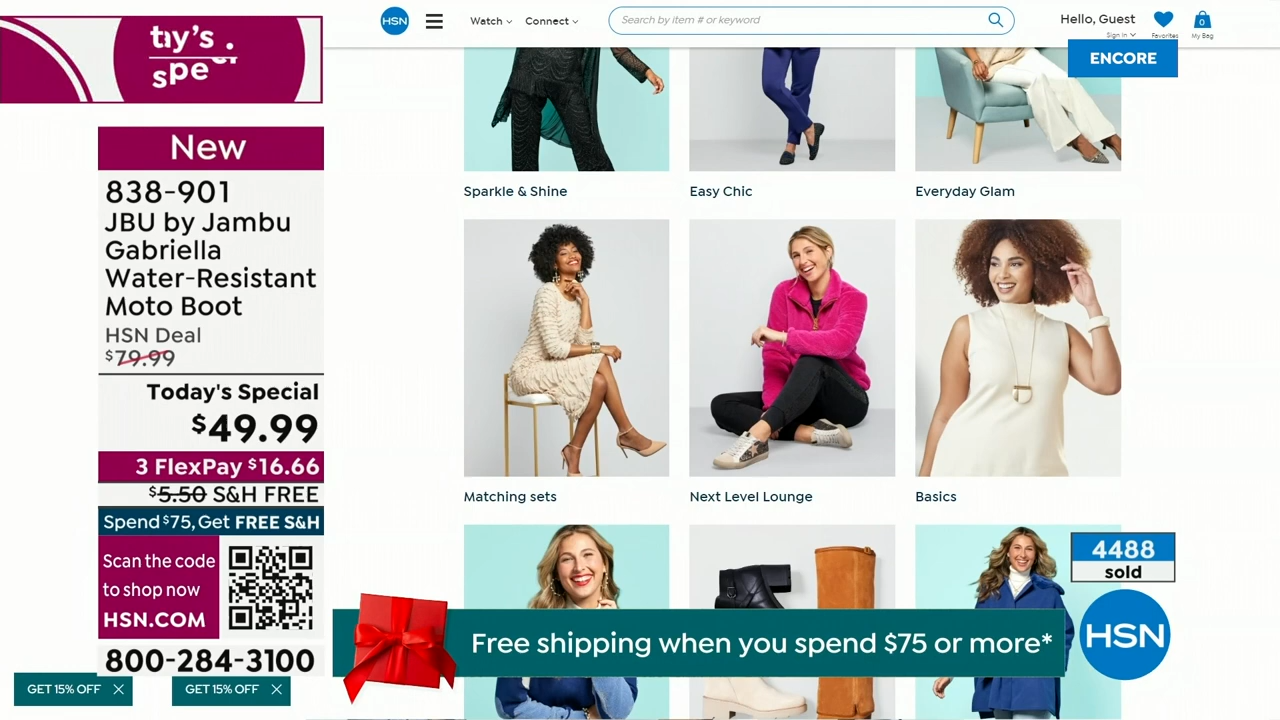 HSN
Watch
Connect
Search by item # or keyword
Hello, Guest
Sign In
Favorites
0
My Bag
ENCORE
New
838-901
JBU by Jambu
Gabriella
Water-Resistant
Moto Boot
HSN Deal
$79.99
Today's Special
$49.99
3 FlexPay $16.66
$5.50 S&H FREE
Spend $75, Get FREE S&H
Scan the code
to shop now
HSN.COM
800-284-3100
GET 15% OFF
GET 15% OFF
Sparkle & Shine
Easy Chic
Everyday Glam
Matching sets
Next Level Lounge
Basics
4488
sold
Free shipping when you spend $75 or more*
HSN